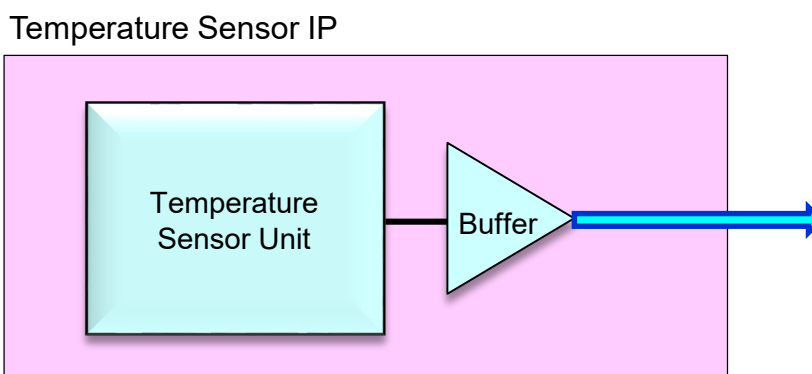 Temperature Sensor IP
Temperature
Sensor Unit
Buffer